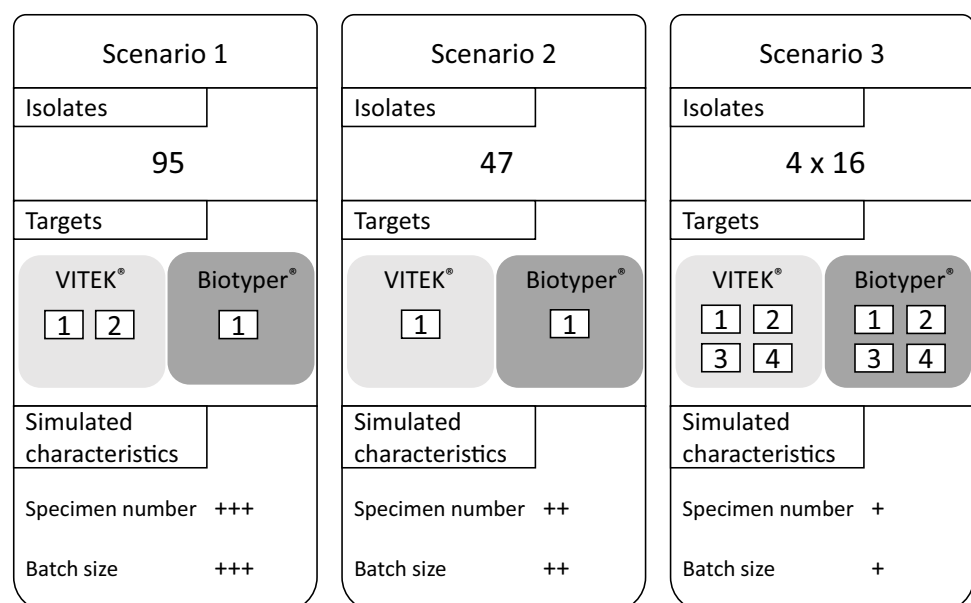 Scenario 1
Isolates
95
Targets
VITEK® Biotyper®
1 2 1
Simulated
characteristics
Specimen number +++
Batch size +++
Scenario 2
Isolates
47
Targets
VITEK® Biotyper®
1 1
Simulated
characteristics
Specimen number ++
Batch size ++
Scenario 3
Isolates
4 x 16
Targets
VITEK® Biotyper®
1 2 1 2
3 4 3 4
Simulated
characteristics
Specimen number +
Batch size +